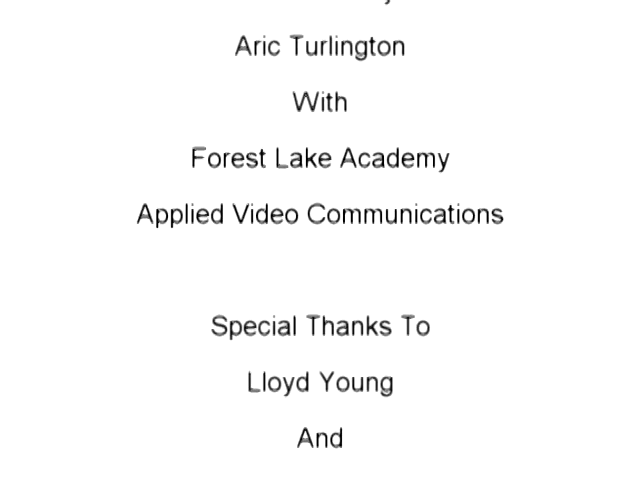 Aric Turlington
With
Forest Lake Academy
Applied Video Communications
Special Thanks To
Lloyd Young
And